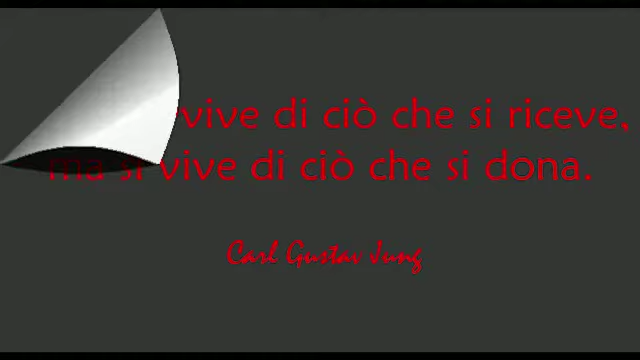 vive di ciò che si riceve,
ma si vive di ciò che si dona.
Carl Gustav Jung